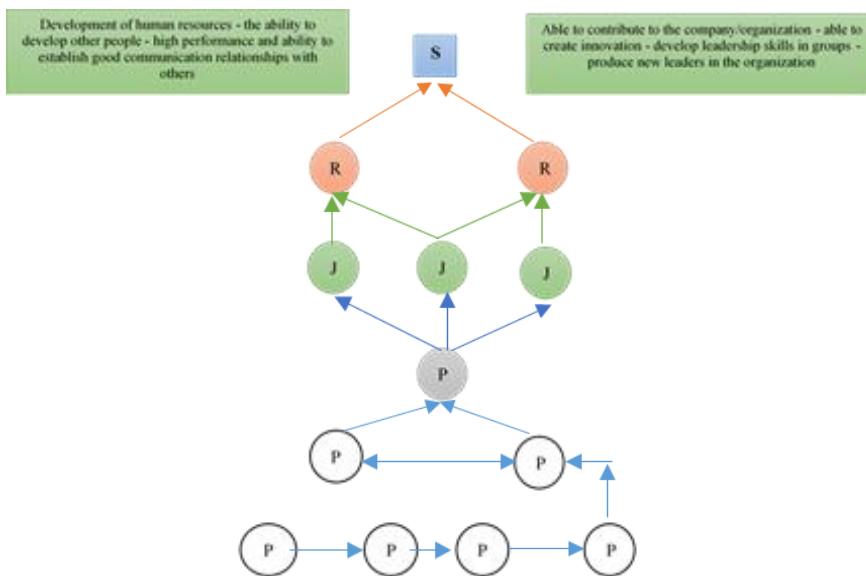 Development of human resources - the ability to
develop other people - high performance and ability to
establish good communication relationships with
others
Able to contribute to the company/organization - able to
create innovation - develop leadership skills in groups -
produce new leaders in the organization
S
R
R
J
J
J
P
P
P
P
P
P
P